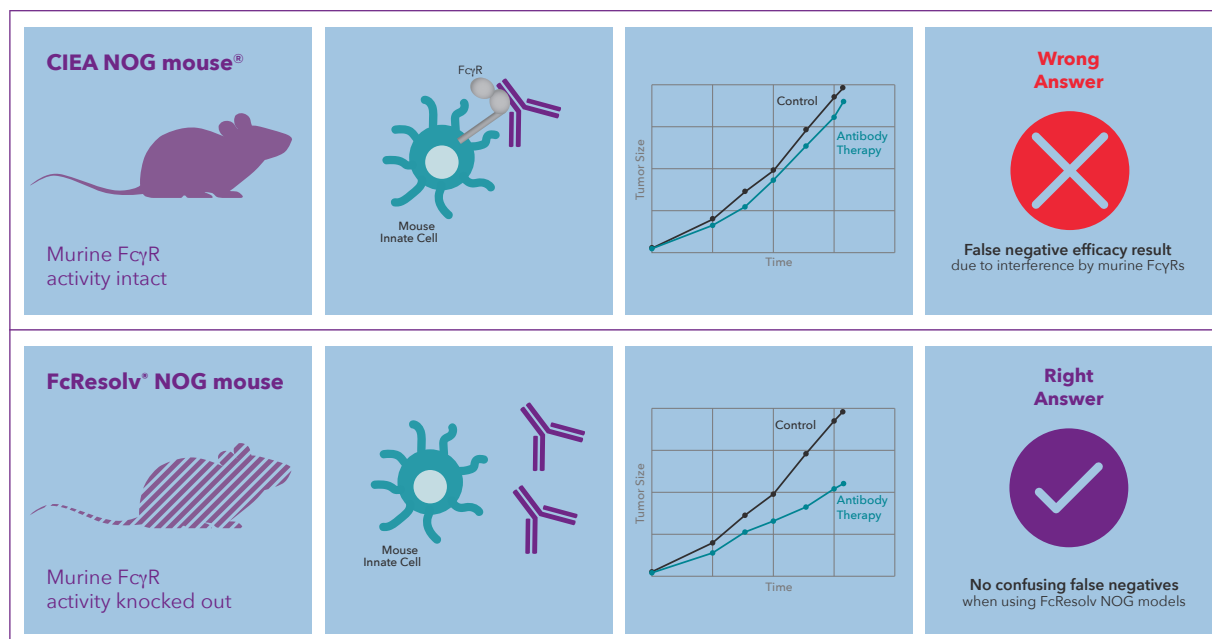 CIEA NOG mouse®
Murine FcγR
activity intact
FcγR
Mouse
Innate Cell
Tumor Size
Control
Antibody
Therapy
Time
Wrong
Answer
False negative efficacy result
due to interference by murine FcγRs
FcResolv® NOG mouse
Murine FcγR
activity knocked out
Mouse
Innate Cell
Tumor Size
Control
Antibody
Therapy
Time
Right
Answer
No confusing false negatives
when using FcResolv NOG models